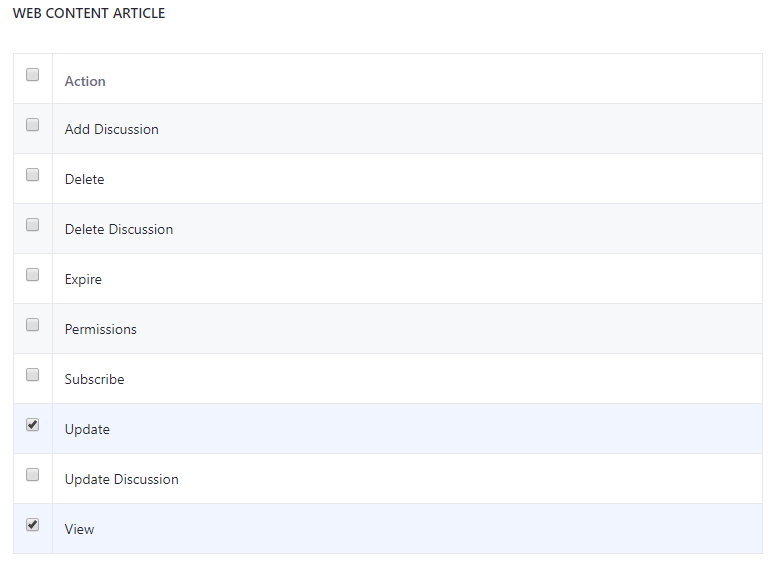 WEB CONTENT ARTICLE
Action
Add Discussion
Delete
Delete Discussion
Expire
Permissions
Subscribe
Update
Update Discussion
View